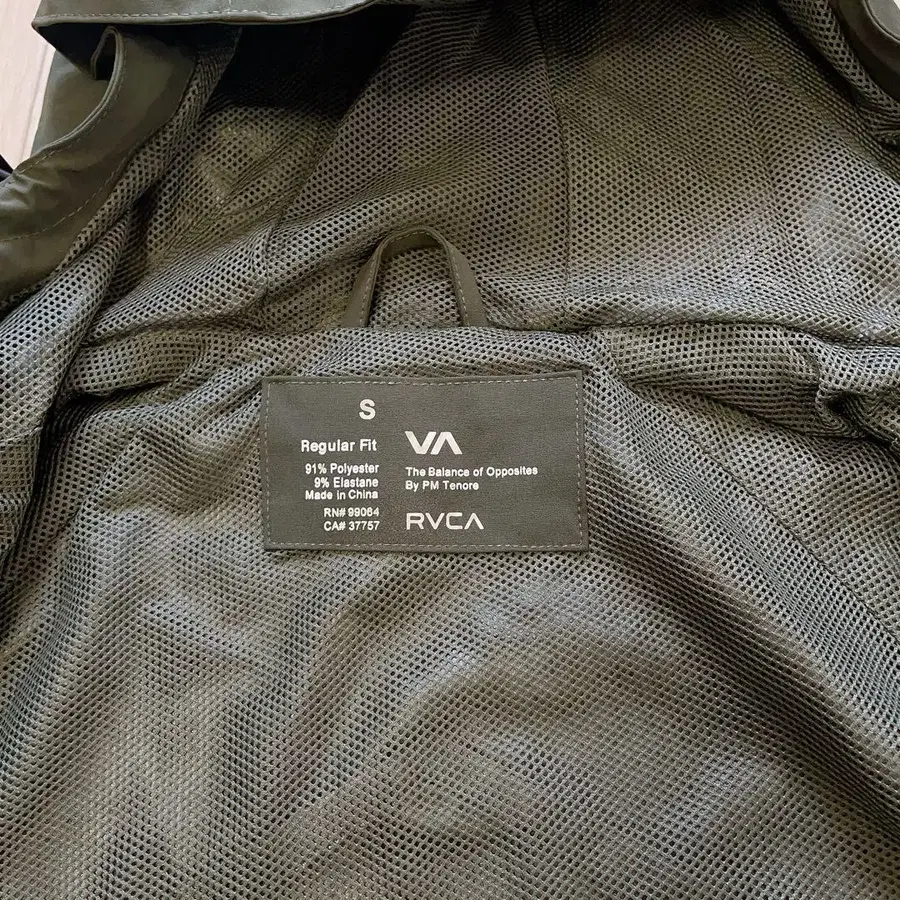 S
Regular Fit
91% Polyester
9% Elastane
Made in China
RN# 99064
CA# 37757
VA
The Balance of Opposites
By PM Tenore
RVCA